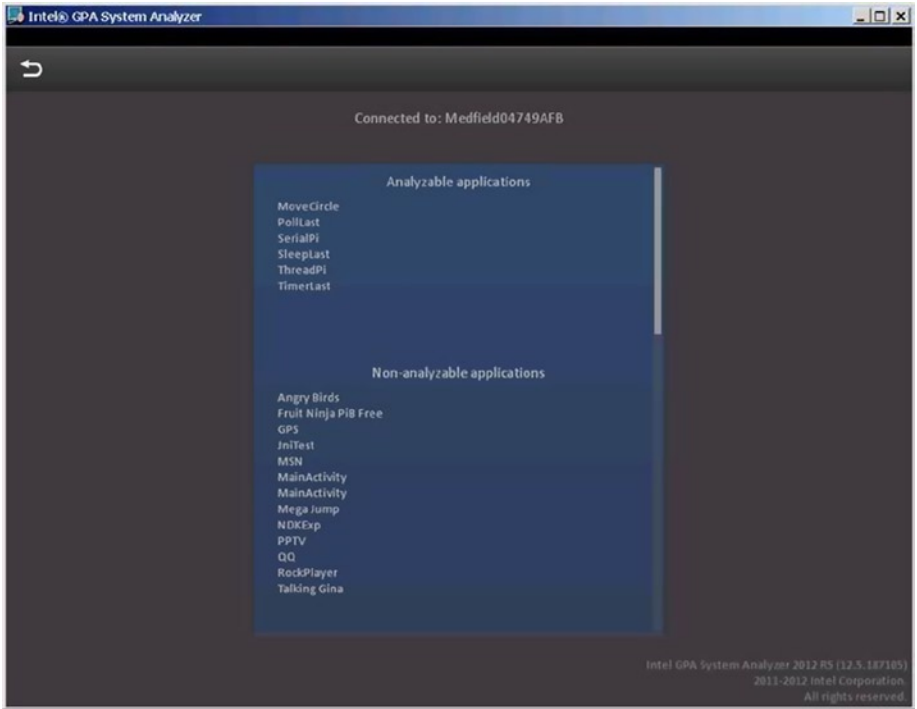 Intel® GPA System Analyzer
Connected to: Medfield04749AFB
Analyzable applications
MoveCircle
PollLast
SerialPi
SleepLast
ThreadPi
TimerLast
Non-analyzable applications
Angry Birds
Fruit Ninja PiB Free
GPS
JniTest
MSN
MainActivity
MainActivity
Mega Jump
NDKExp
PPTV
QQ
RockPlayer
Talking Gina
Intel GPA System Analyzer 2012 R5 (12.5.187105)
2011-2012 Intel Corporation.
All rights reserved.